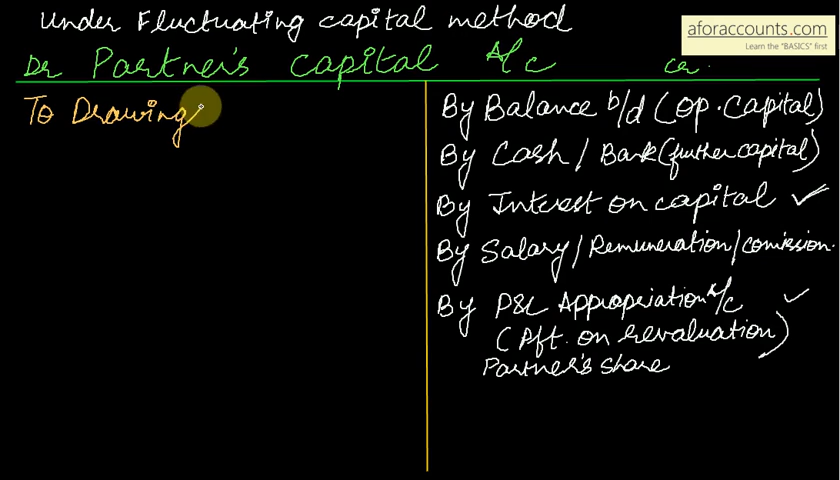 Under Fluctuating capital method
aforaccounts.com
Learn the "BASICS" first
Dr Partner's capital A/c cr.
To Drawing
By Balance b/d (op. capital)
By Cash / Bank (further capital)
By Interest on capital ✓
By Salary / Remuneration / comission.
By P&L Appropriation A/c ✓
(Pft. on revaluation)
Partner's share